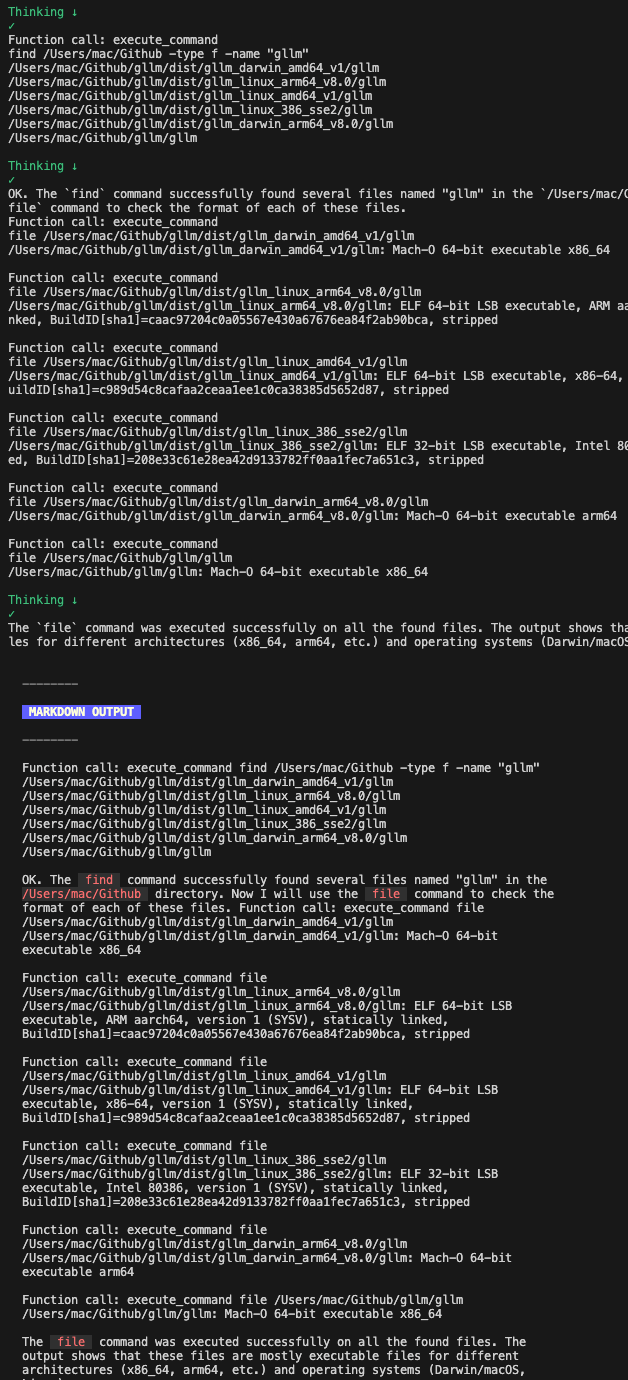 Thinking ↓
✓
Function call: execute_command
find /Users/mac/Github -type f -name "gllm"
/Users/mac/Github/gllm/dist/gllm_darwin_amd64_v1/gllm
/Users/mac/Github/gllm/dist/gllm_linux_arm64_v8.0/gllm
/Users/mac/Github/gllm/dist/gllm_linux_amd64_v1/gllm
/Users/mac/Github/gllm/dist/gllm_linux_386_sse2/gllm
/Users/mac/Github/gllm/dist/gllm_darwin_arm64_v8.0/gllm
/Users/mac/Github/gllm/gllm
Thinking ↓
✓
OK. The `find` command successfully found several files named "gllm" in the `/Users/mac/G
file` command to check the format of each of these files.
Function call: execute_command
file /Users/mac/Github/gllm/dist/gllm_darwin_amd64_v1/gllm
/Users/mac/Github/gllm/dist/gllm_darwin_amd64_v1/gllm: Mach-O 64-bit executable x86_64
Function call: execute_command
file /Users/mac/Github/gllm/dist/gllm_linux_arm64_v8.0/gllm
/Users/mac/Github/gllm/dist/gllm_linux_arm64_v8.0/gllm: ELF 64-bit LSB executable, ARM aa
nked, BuildID[sha1]=caac97204c0a05567e430a67676ea84f2ab90bca, stripped
Function call: execute_command
file /Users/mac/Github/gllm/dist/gllm_linux_amd64_v1/gllm
/Users/mac/Github/gllm/dist/gllm_linux_amd64_v1/gllm: ELF 64-bit LSB executable, x86-64,
uildID[sha1]=c989d54c8cafaa2ceaa1ee1c0ca38385d5652d87, stripped
Function call: execute_command
file /Users/mac/Github/gllm/dist/gllm_linux_386_sse2/gllm
/Users/mac/Github/gllm/dist/gllm_linux_386_sse2/gllm: ELF 32-bit LSB executable, Intel 80
ed, BuildID[sha1]=208e33c61e28ea42d9133782ff0aa1fec7a651c3, stripped
Function call: execute_command
file /Users/mac/Github/gllm/dist/gllm_darwin_arm64_v8.0/gllm
/Users/mac/Github/gllm/dist/gllm_darwin_arm64_v8.0/gllm: Mach-O 64-bit executable arm64
Function call: execute_command
file /Users/mac/Github/gllm/gllm
/Users/mac/Github/gllm/gllm: Mach-O 64-bit executable x86_64
Thinking ↓
✓
The `file` command was executed successfully on all the found files. The output shows tha
les for different architectures (x86_64, arm64, etc.) and operating systems (Darwin/macOS
--------
MARKDOWN OUTPUT
--------
Function call: execute_command find /Users/mac/Github -type f -name "gllm"
/Users/mac/Github/gllm/dist/gllm_darwin_amd64_v1/gllm
/Users/mac/Github/gllm/dist/gllm_linux_arm64_v8.0/gllm
/Users/mac/Github/gllm/dist/gllm_linux_amd64_v1/gllm
/Users/mac/Github/gllm/dist/gllm_linux_386_sse2/gllm
/Users/mac/Github/gllm/dist/gllm_darwin_arm64_v8.0/gllm
/Users/mac/Github/gllm/gllm
OK. The find command successfully found several files named "gllm" in the
/Users/mac/Github directory. Now I will use the file command to check the
format of each of these files. Function call: execute_command file
/Users/mac/Github/gllm/dist/gllm_darwin_amd64_v1/gllm
/Users/mac/Github/gllm/dist/gllm_darwin_amd64_v1/gllm: Mach-O 64-bit
executable x86_64
Function call: execute_command file
/Users/mac/Github/gllm/dist/gllm_linux_arm64_v8.0/gllm
/Users/mac/Github/gllm/dist/gllm_linux_arm64_v8.0/gllm: ELF 64-bit LSB
executable, ARM aarch64, version 1 (SYSV), statically linked,
BuildID[sha1]=caac97204c0a05567e430a67676ea84f2ab90bca, stripped
Function call: execute_command file
/Users/mac/Github/gllm/dist/gllm_linux_amd64_v1/gllm
/Users/mac/Github/gllm/dist/gllm_linux_amd64_v1/gllm: ELF 64-bit LSB
executable, x86-64, version 1 (SYSV), statically linked,
BuildID[sha1]=c989d54c8cafaa2ceaa1ee1c0ca38385d5652d87, stripped
Function call: execute_command file
/Users/mac/Github/gllm/dist/gllm_linux_386_sse2/gllm
/Users/mac/Github/gllm/dist/gllm_linux_386_sse2/gllm: ELF 32-bit LSB
executable, Intel 80386, version 1 (SYSV), statically linked,
BuildID[sha1]=208e33c61e28ea42d9133782ff0aa1fec7a651c3, stripped
Function call: execute_command file
/Users/mac/Github/gllm/dist/gllm_darwin_arm64_v8.0/gllm
/Users/mac/Github/gllm/dist/gllm_darwin_arm64_v8.0/gllm: Mach-O 64-bit
executable arm64
Function call: execute_command file /Users/mac/Github/gllm/gllm
/Users/mac/Github/gllm/gllm: Mach-O 64-bit executable x86_64
The file command was executed successfully on all the found files. The
output shows that these files are mostly executable files for different
architectures (x86_64, arm64, etc.) and operating systems (Darwin/macOS,